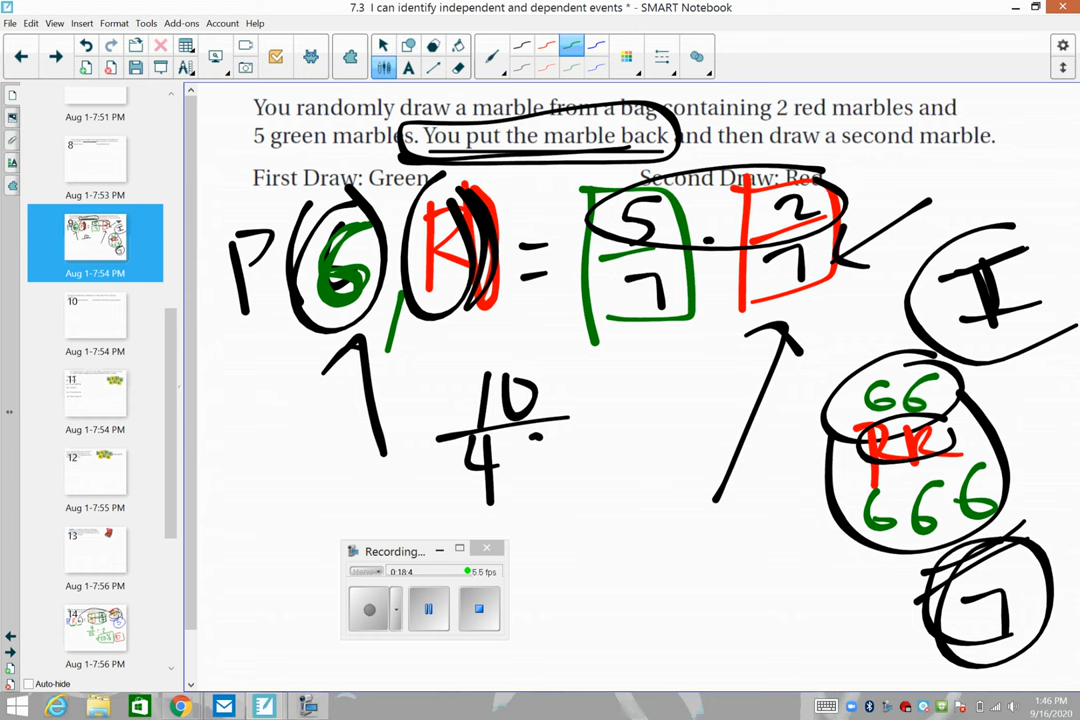 7.3 I can identify independent and dependent events * - SMART Notebook
File Edit View Insert Format Tools Add-ons Account Help
You randomly draw a marble from a bag containing 2 red marbles and
5 green marbles. You put the marble back and then draw a second marble.
First Draw: Green
Second Draw: Red
P(G, R) = 5/7 · 2/7
I
10
4
G G
R R
G G G
7
Aug 1-7:51 PM
8
Aug 1-7:53 PM
9
Aug 1-7:54 PM
10
Aug 1-7:54 PM
11
Aug 1-7:54 PM
12
Aug 1-7:55 PM
13
Aug 1-7:56 PM
14
Aug 1-7:56 PM
Auto-hide
Recording...
Menu
0:18:4
5.5 fps
1:46 PM
9/16/2020